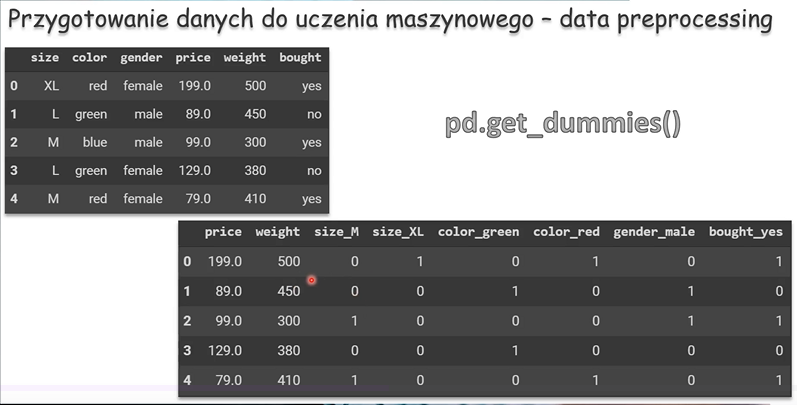 Przygotowanie danych do uczenia maszynowego – data preprocessing
size color gender price weight bought
0 XL red female 199.0 500 yes
1 L green male 89.0 450 no
2 M blue male 99.0 300 yes
3 L green female 129.0 380 no
4 M red female 79.0 410 yes
pd.get_dummies()
price weight size_M size_XL color_green color_red gender_male bought_yes
0 199.0 500 0 1 0 1 0 1
1 89.0 450 0 0 1 0 1 0
2 99.0 300 1 0 0 0 1 1
3 129.0 380 0 0 1 0 0 0
4 79.0 410 1 0 0 1 0 1